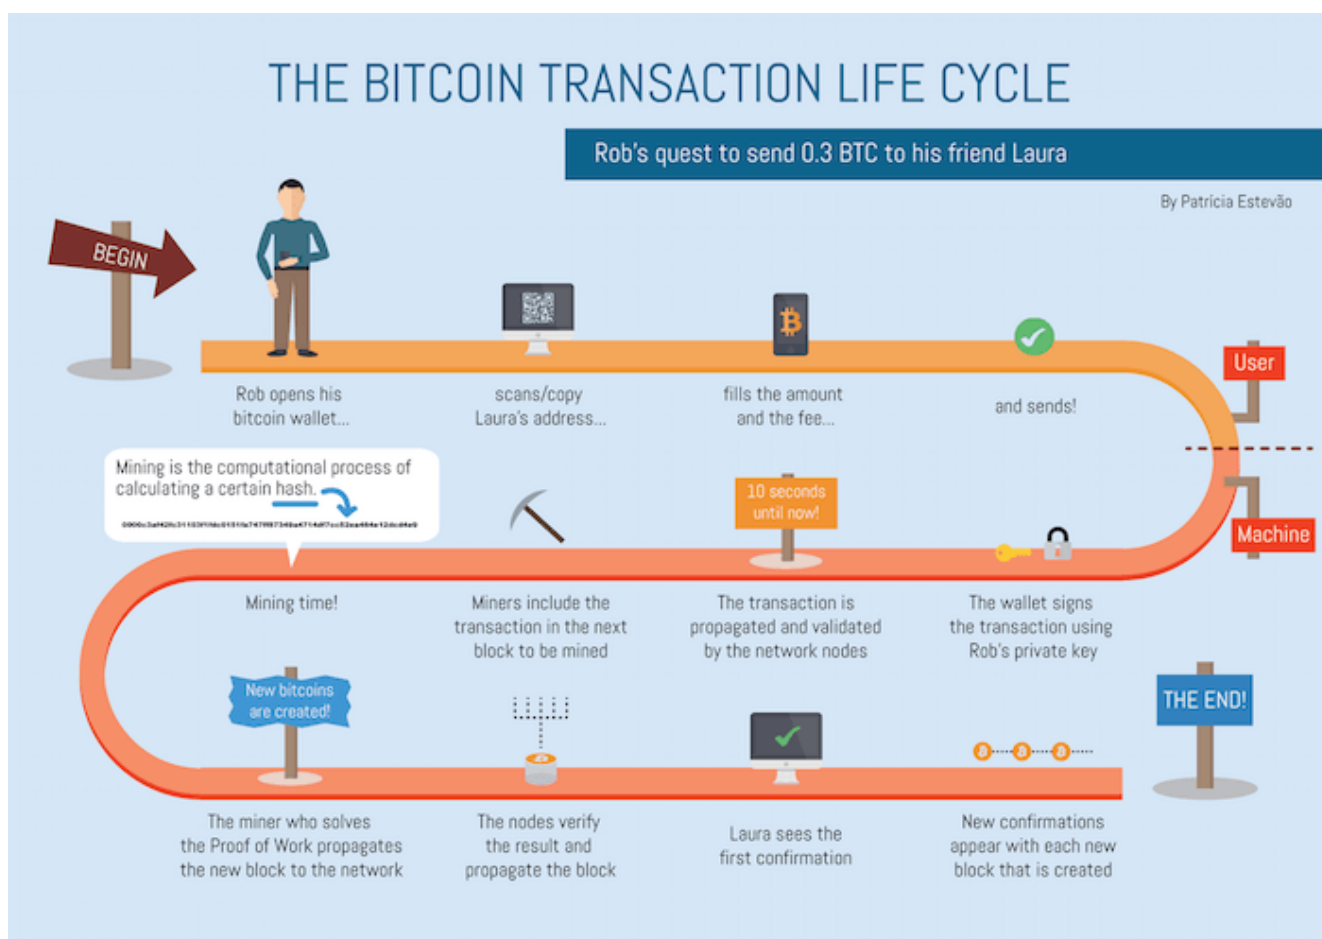 THE BITCOIN TRANSACTION LIFE CYCLE
Rob's quest to send 0.3 BTC to his friend Laura
By Patrícia Estevão
BEGIN
Rob opens his
bitcoin wallet...
scans/copy
Laura's address...
fills the amount
and the fee...
and sends!
User
Machine
The wallet signs
the transaction using
Rob's private key
10 seconds
until now!
The transaction is
propagated and validated
by the network nodes
Miners include the
transaction in the next
block to be mined
Mining is the computational process of
calculating a certain hash.
Mining time!
New bitcoins
are created!
The miner who solves
the Proof of Work propagates
the new block to the network
The nodes verify
the result and
propagate the block
Laura sees the
first confirmation
New confirmations
appear with each new
block that is created
THE END!